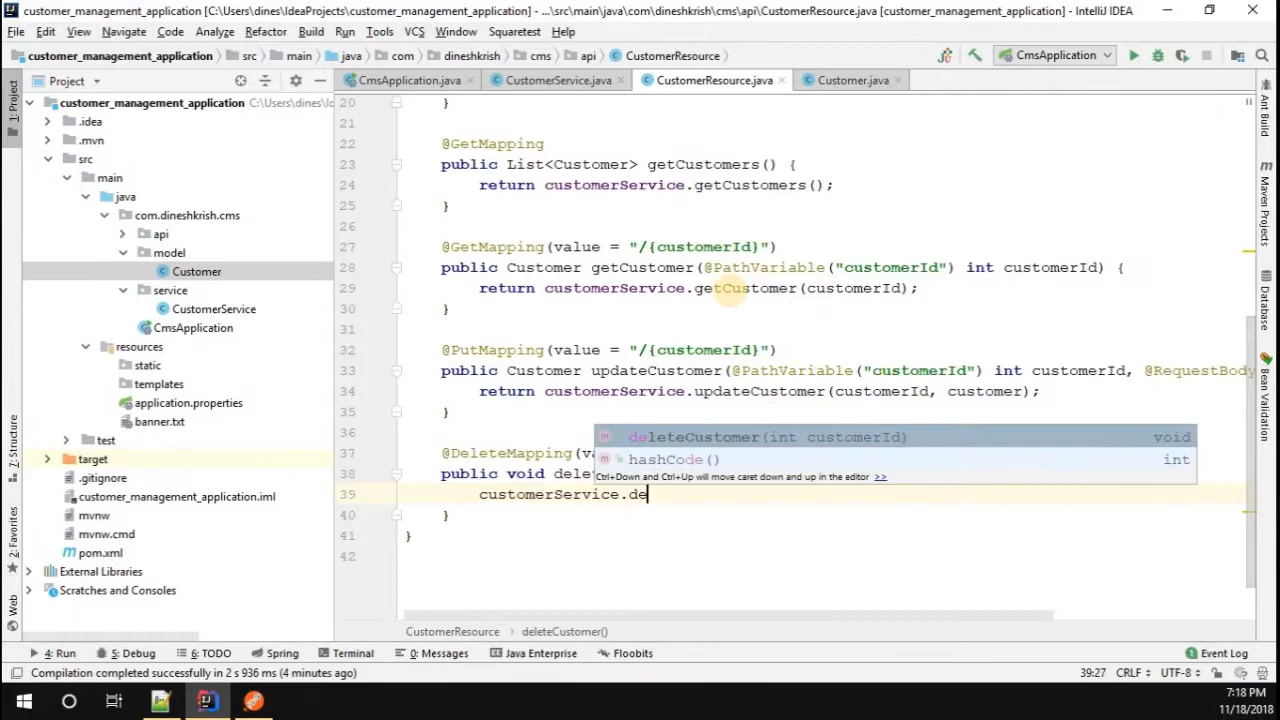 customer_management_application [C:\Users\dines\IdeaProjects\customer_management_application] - ...\src\main\java\com\dineshkrish\cms\api\CustomerResource.java [customer_management_application] - IntelliJ IDEA
File Edit View Navigate Code Analyze Refactor Build Run Tools VCS Window Squaretest Help
customer_management_application src main java com dineshkrish cms api CustomerResource CmsApplication
Project CmsApplication.java CustomerService.java CustomerResource.java Customer.java
1: Project
customer_management_application C:\Users\dines\Id
.idea
.mvn
src
main
java
com.dineshkrish.cms
api
model
Customer
service
CustomerService
CmsApplication
resources
static
templates
application.properties
banner.txt
test
target
.gitignore
customer_management_application.iml
mvnw
mvnw.cmd
pom.xml
External Libraries
Scratches and Consoles
7: Structure
2: Favorites
Web
20 }
21
22 @GetMapping
23 public List<Customer> getCustomers() {
24 return customerService.getCustomers();
25 }
26
27 @GetMapping(value = "/{customerId}")
28 public Customer getCustomer(@PathVariable("customerId") int customerId) {
29 return customerService.getCustomer(customerId);
30 }
31
32 @PutMapping(value = "/{customerId}")
33 public Customer updateCustomer(@PathVariable("customerId") int customerId, @RequestBody
34 return customerService.updateCustomer(customerId, customer);
35 }
36
37 @DeleteMapping(va
38 public void dele
39 customerService.de
40 }
41 }
42
m deleteCustomer(int customerId) void
m hashCode() int
Ctrl+Down and Ctrl+Up will move caret down and up in the editor >>
Ant Build
m Maven Projects
Database
Bean Validation
CustomerResource deleteCustomer()
4: Run 5: Debug 6: TODO Spring Terminal 0: Messages Java Enterprise Floobits Event Log
Compilation completed successfully in 2 s 936 ms (4 minutes ago) 39:27 CRLF UTF-8
7:18 PM
11/18/2018